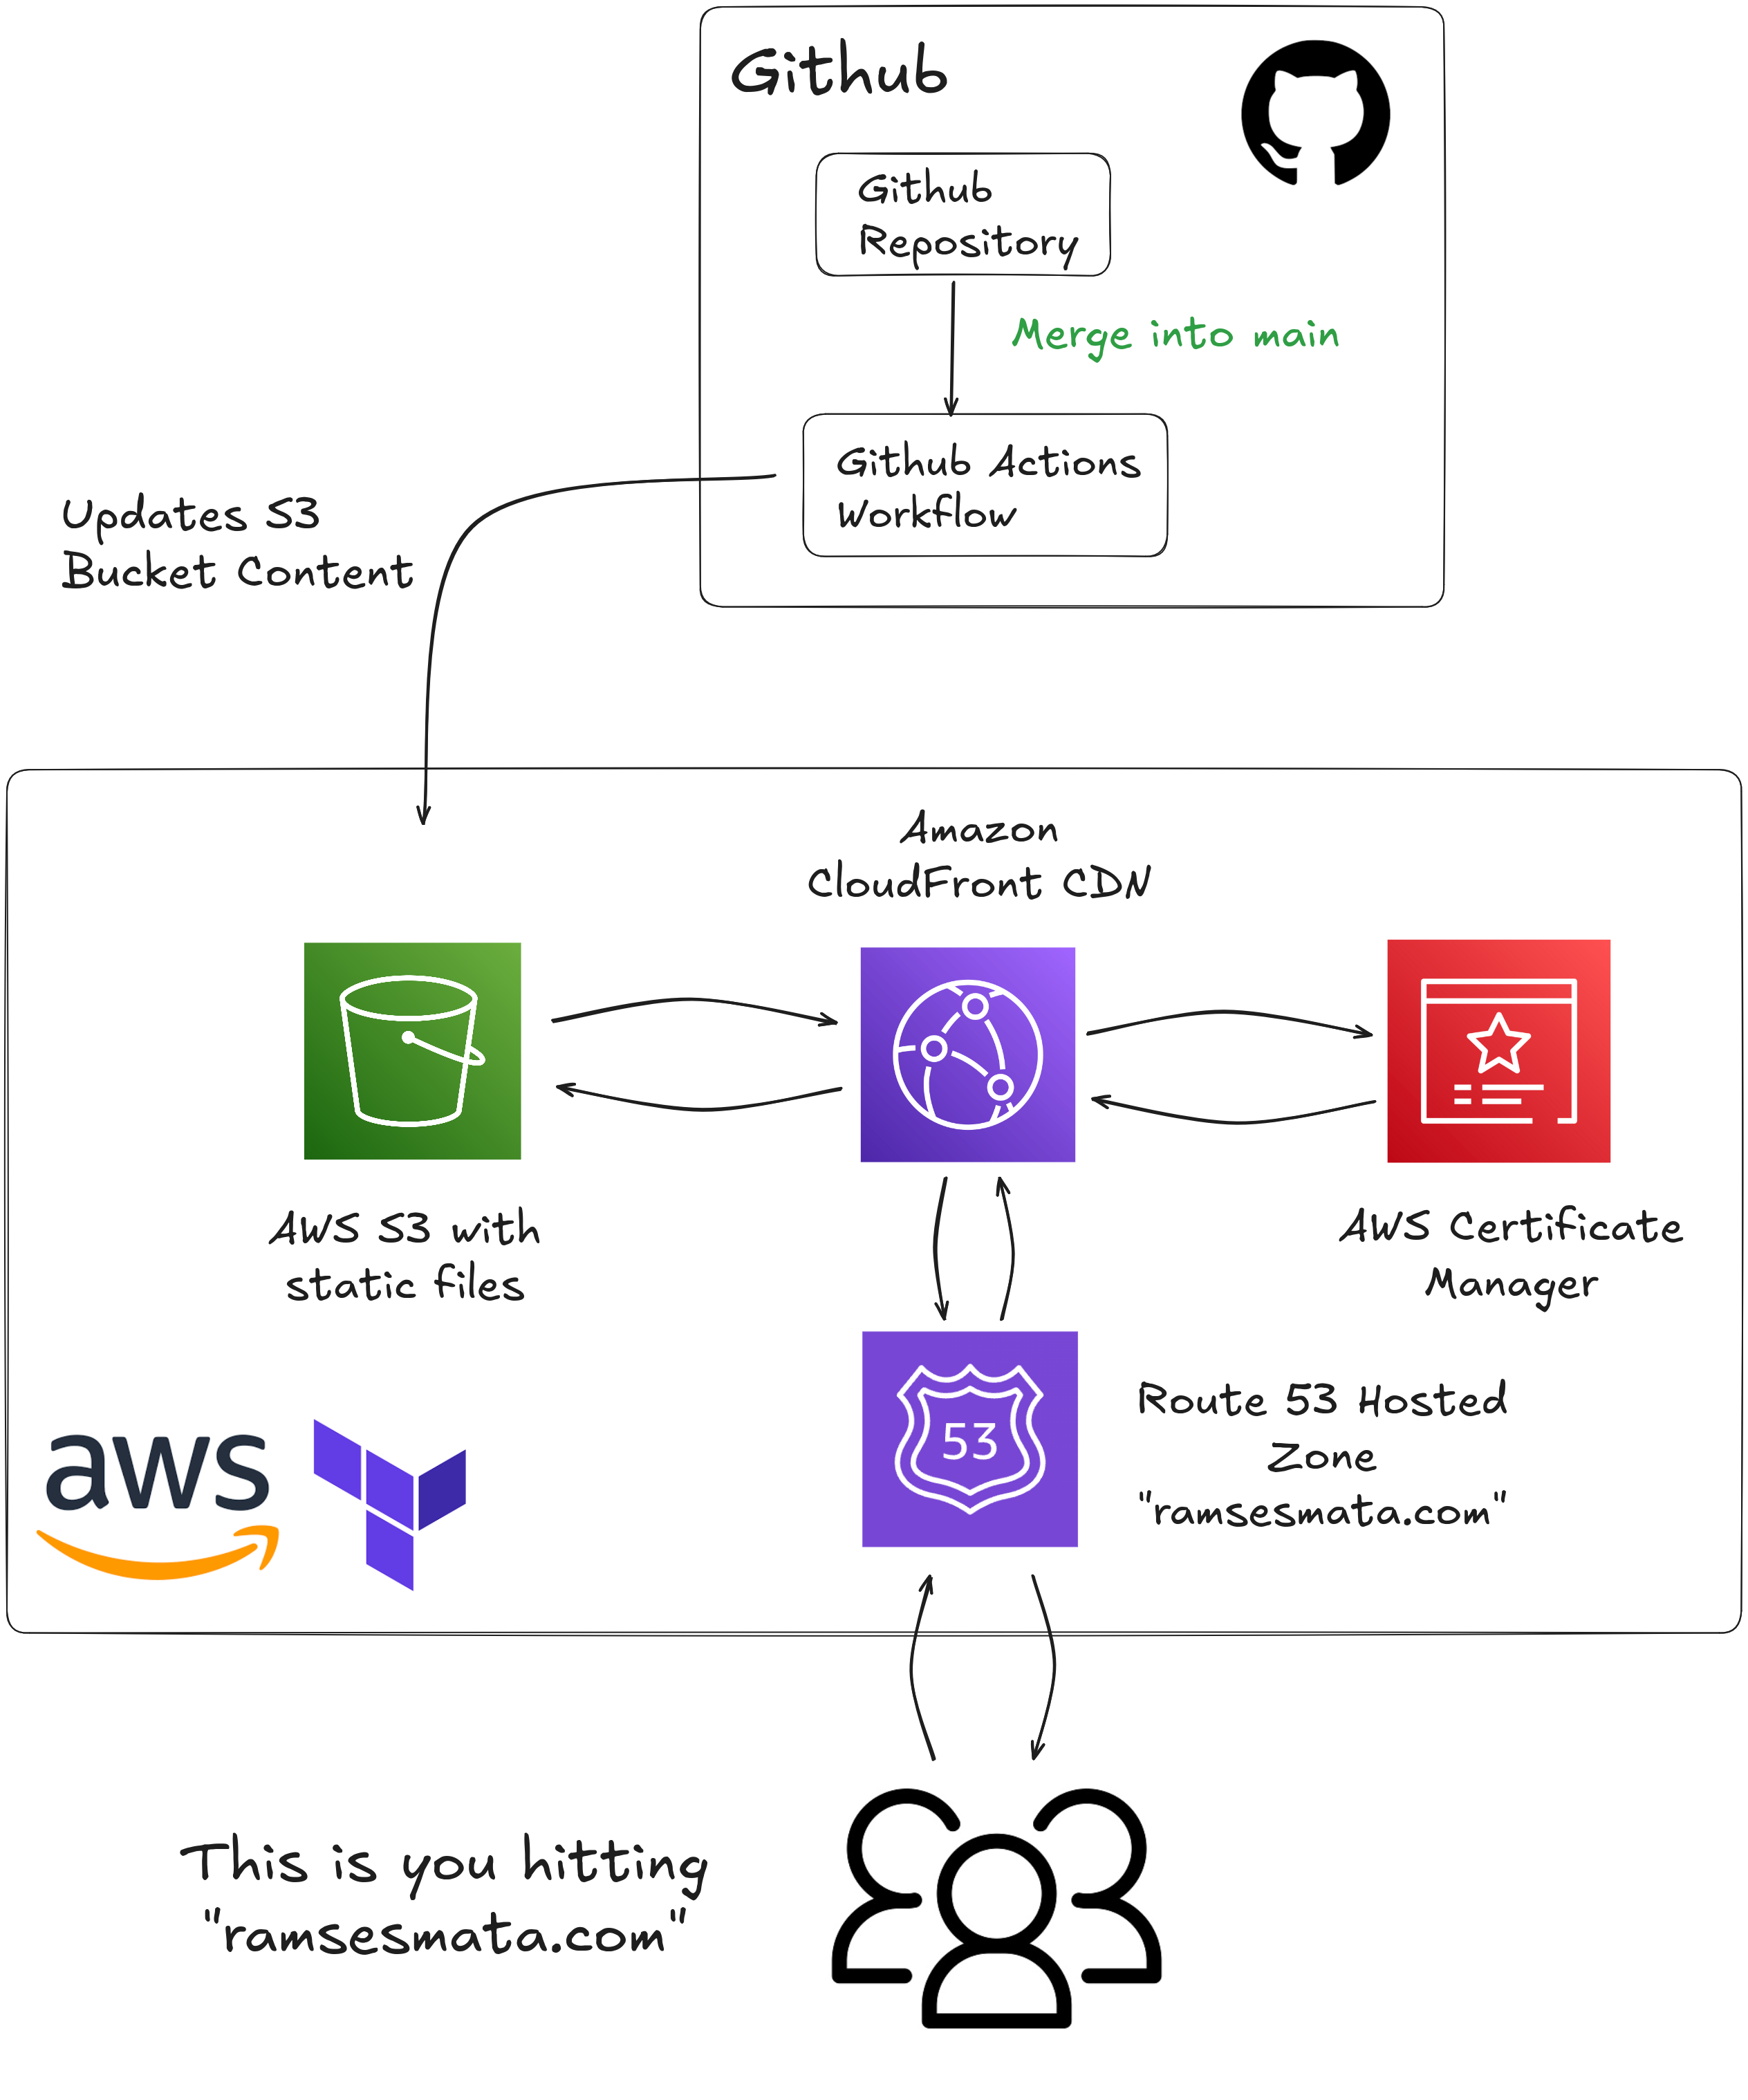 Github
Github
Repository
Merge into main
Github Actions
Workflow
Updates S3
Bucket Content
Amazon
CloudFront CDN
AWS S3 with
static files
AWS Certificate
Manager
53
Route 53 Hosted
Zone
"ramsesmata.com"
aws
This is you hitting
"ramsesmata.com"